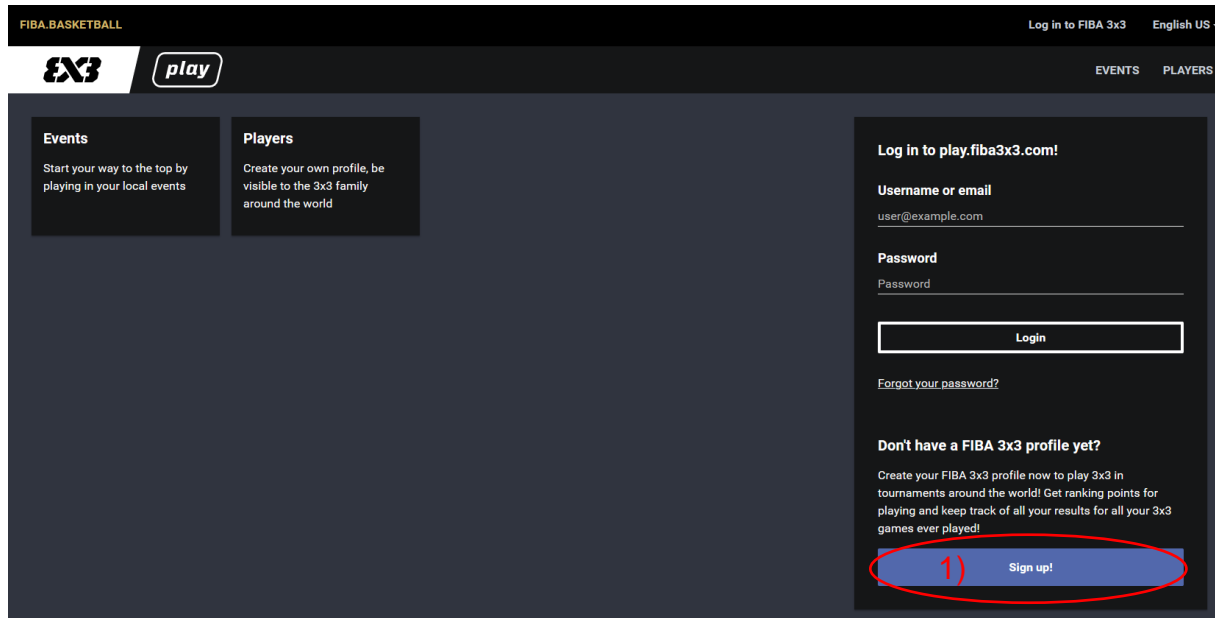 FIBA.BASKETBALL
Log in to FIBA 3x3 English US
3X3 play
EVENTS PLAYERS
Events
Start your way to the top by
playing in your local events
Players
Create your own profile, be
visible to the 3x3 family
around the world
Log in to play.fiba3x3.com!
Username or email
user@example.com
Password
Password
Login
Forgot your password?
Don't have a FIBA 3x3 profile yet?
Create your FIBA 3x3 profile now to play 3x3 in
tournaments around the world! Get ranking points for
playing and keep track of all your results for all your 3x3
games ever played!
1) Sign up!